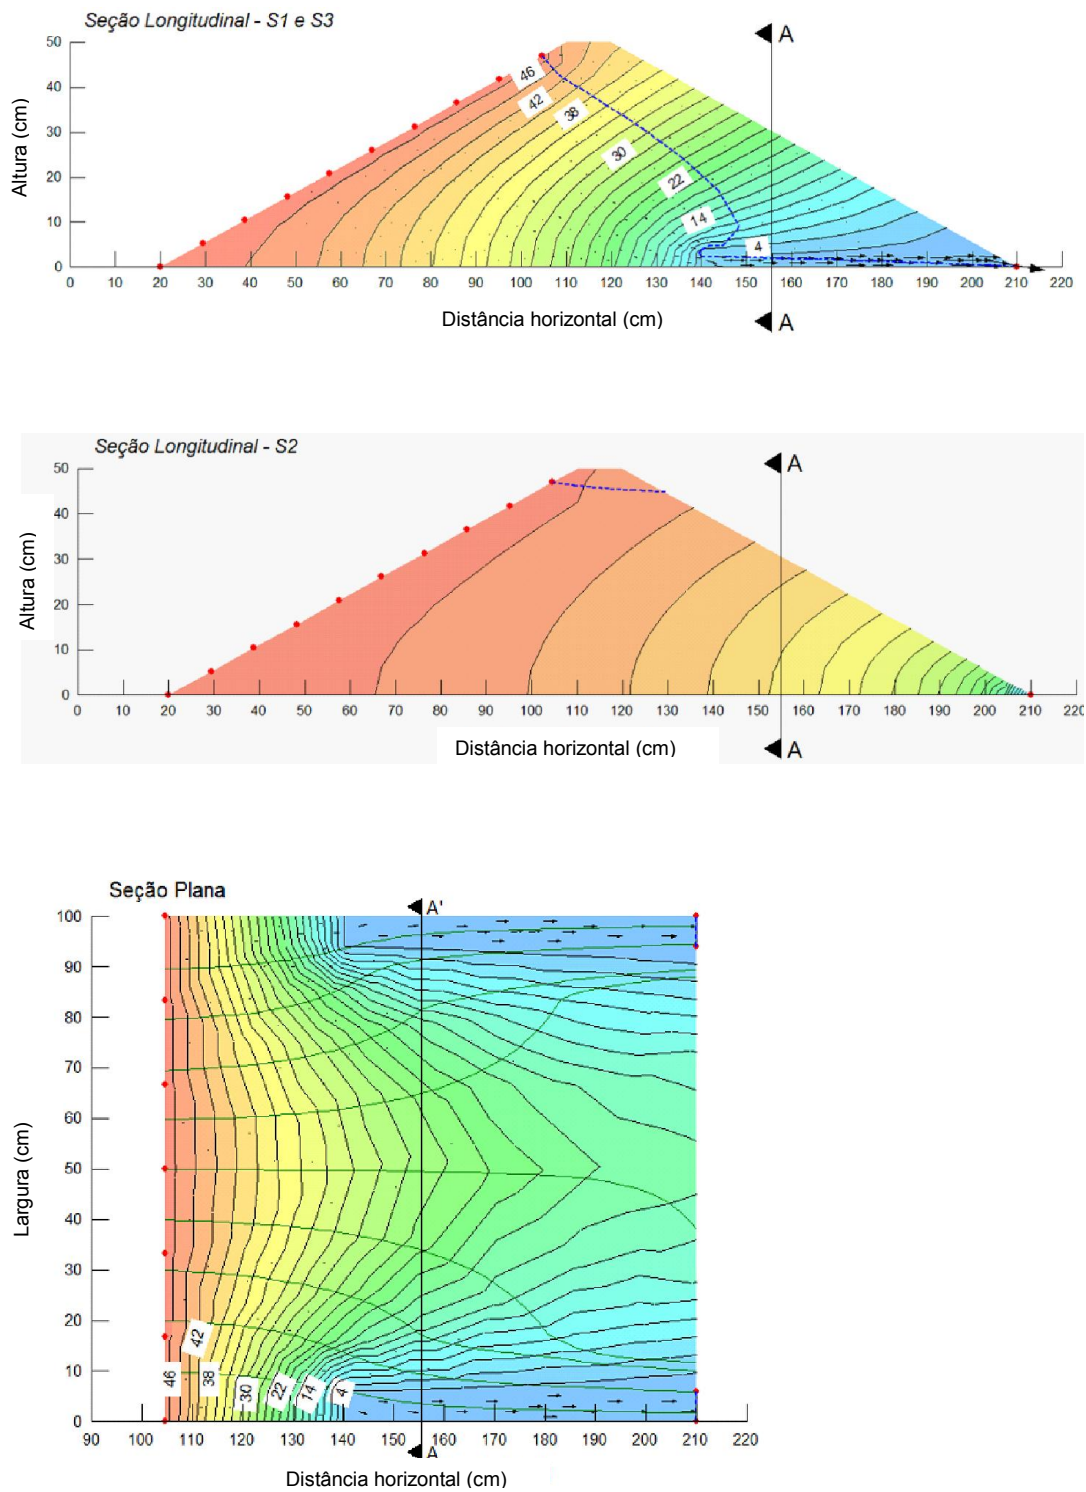 Seção Longitudinal - S1 e S3
A
50
40
30
20
10
0
Altura (cm)
46
42
38
30
22
14
4
0 10 20 30 40 50 60 70 80 90 100 110 120 130 140 150 160 170 180 190 200 210 220
A
Distância horizontal (cm)
Seção Longitudinal - S2
A
50
40
30
20
10
0
Altura (cm)
0 10 20 30 40 50 60 70 80 90 100 110 120 130 140 150 160 170 180 190 200 210 220
A
Distância horizontal (cm)
Seção Plana
A'
100
90
80
70
60
50
40
30
20
10
0
Largura (cm)
42
46
38
30
22
14
4
90 100 110 120 130 140 150 160 170 180 190 200 210 220
A
Distância horizontal (cm)